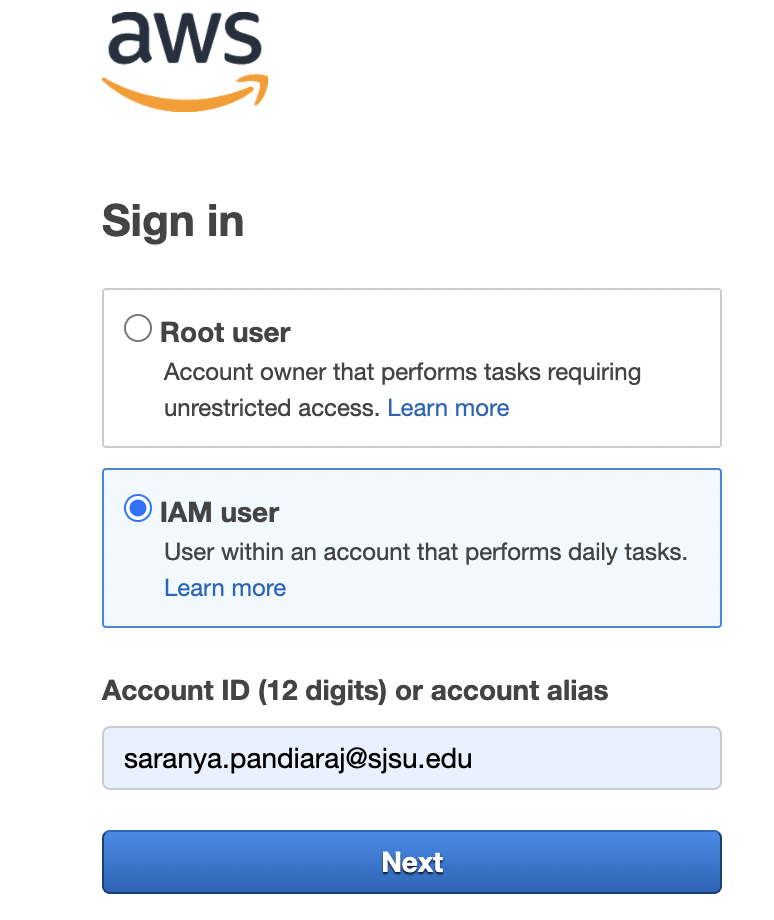 aws
Sign in
Root user
Account owner that performs tasks requiring
unrestricted access. Learn more
IAM user
User within an account that performs daily tasks.
Learn more
Account ID (12 digits) or account alias
saranya.pandiaraj@sjsu.edu
Next